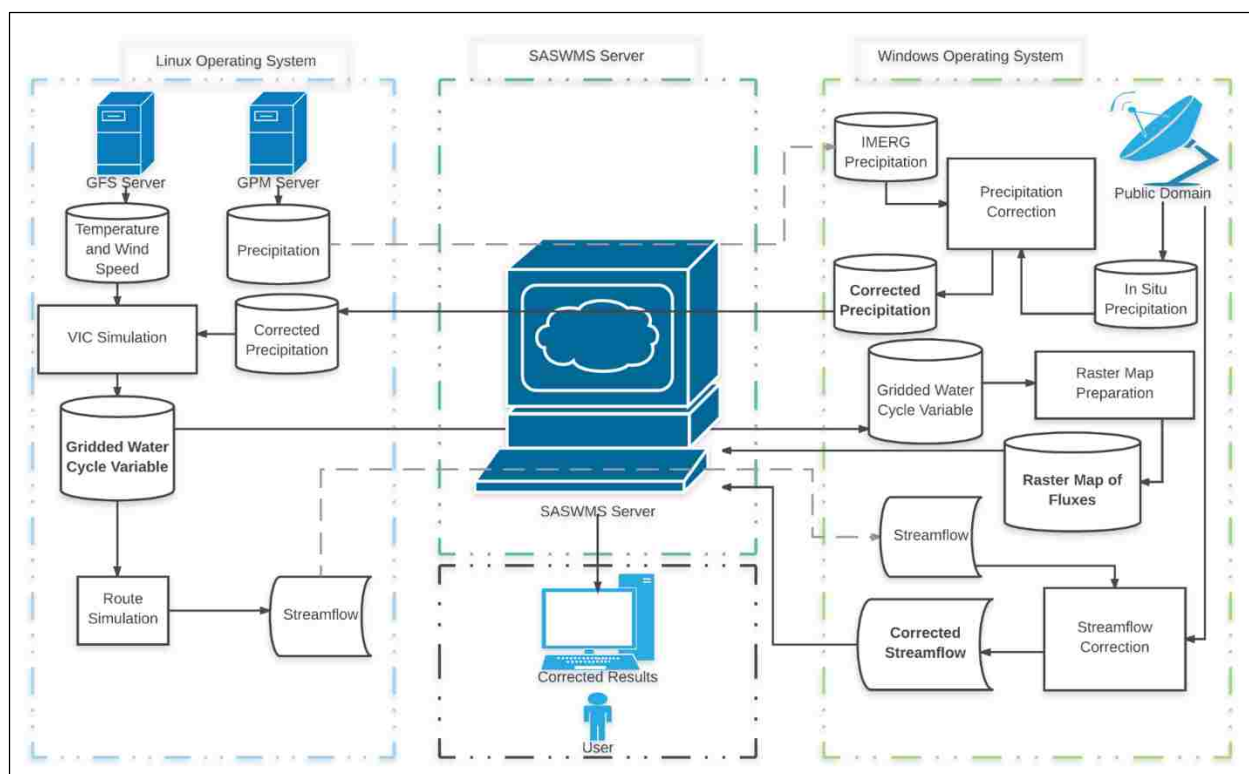 Linux Operating System
SASWMS Server
Windows Operating System
GFS Server
GPM Server
Temperature
and Wind
Speed
Precipitation
VIC Simulation
Corrected
Precipitation
Gridded Water
Cycle Variable
Route
Simulation
Streamflow
SASWMS Server
Corrected Results
User
IMERG
Precipitation
Precipitation
Correction
Public Domain
In Situ
Precipitation
Corrected
Precipitation
Gridded Water
Cycle Variable
Raster Map
Preparation
Raster Map of
Fluxes
Streamflow
Corrected
Streamflow
Streamflow
Correction